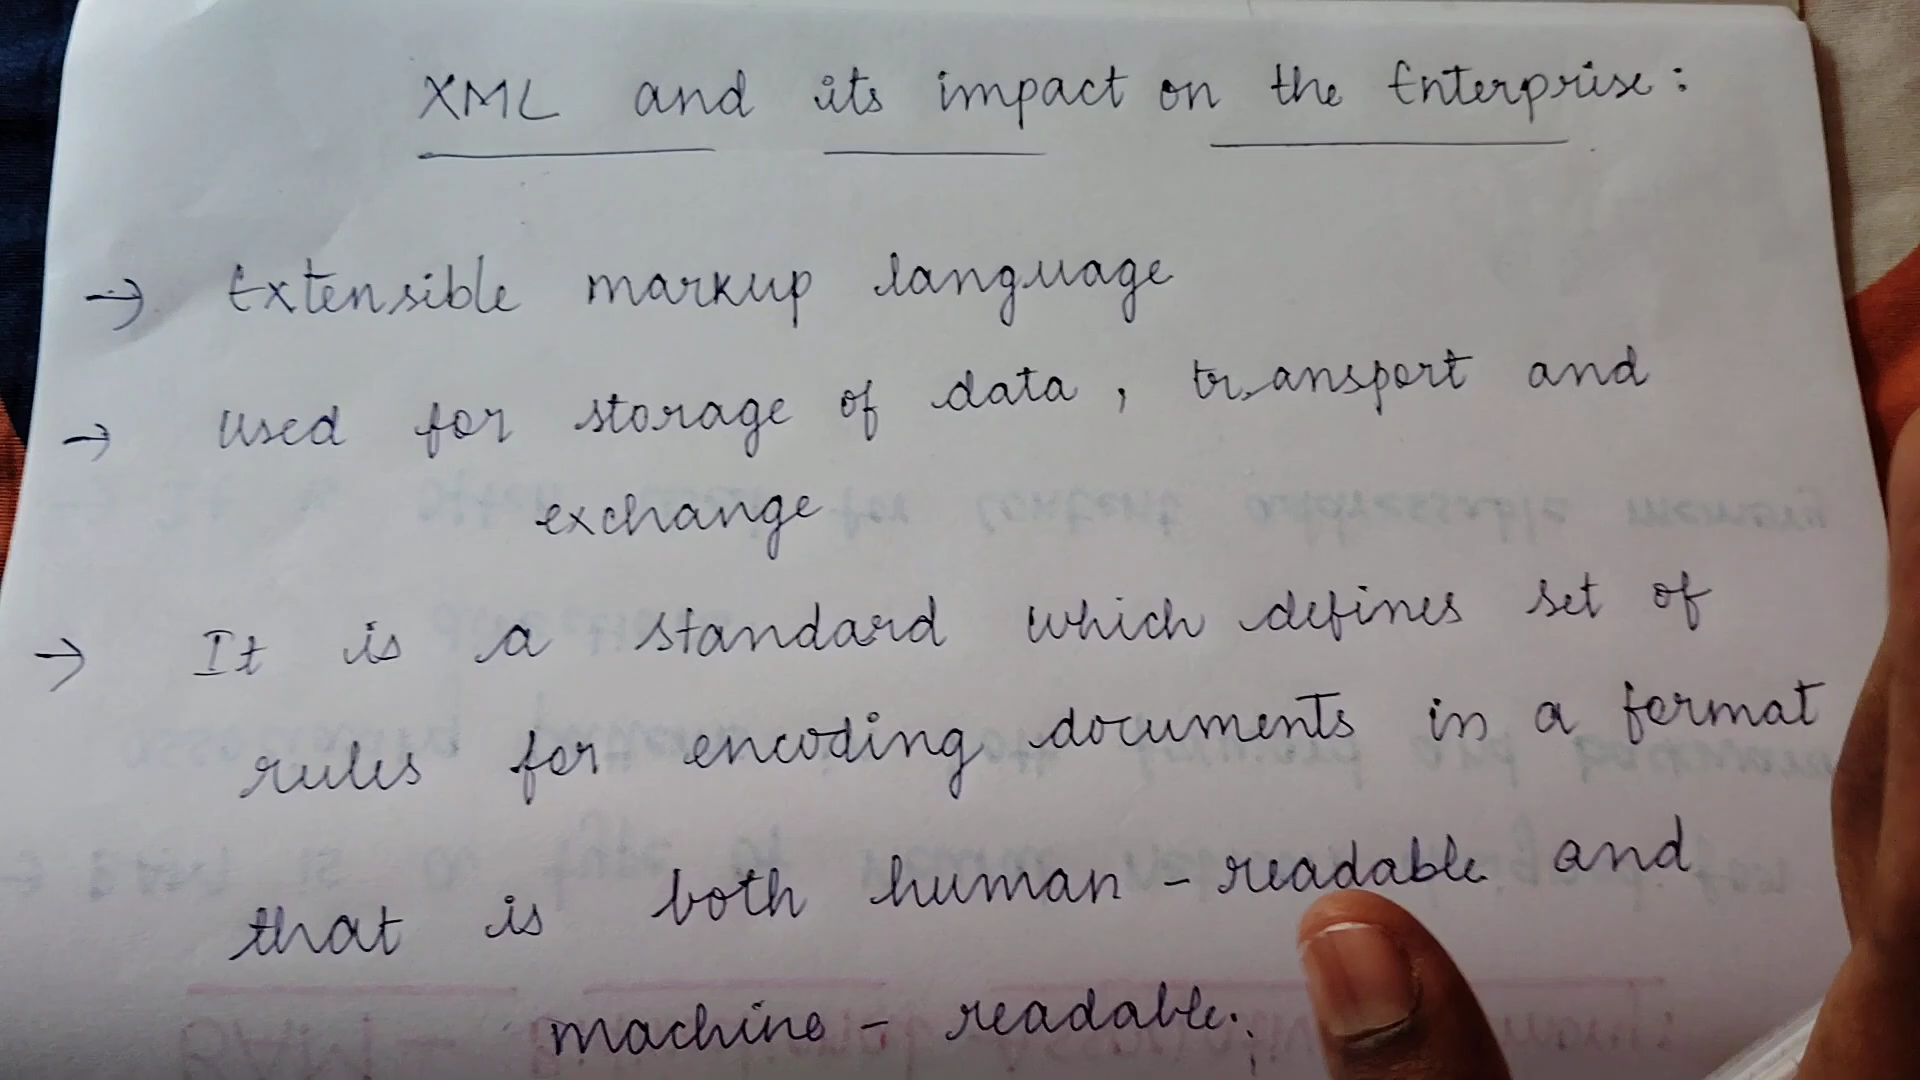 XML and its impact on the Enterprise:
→ Extensible markup language
→ used for storage of data, transport and
exchange
→ It is a standard which defines set of
rules for encoding documents in a format
that is both human-readable and
machine-readable.